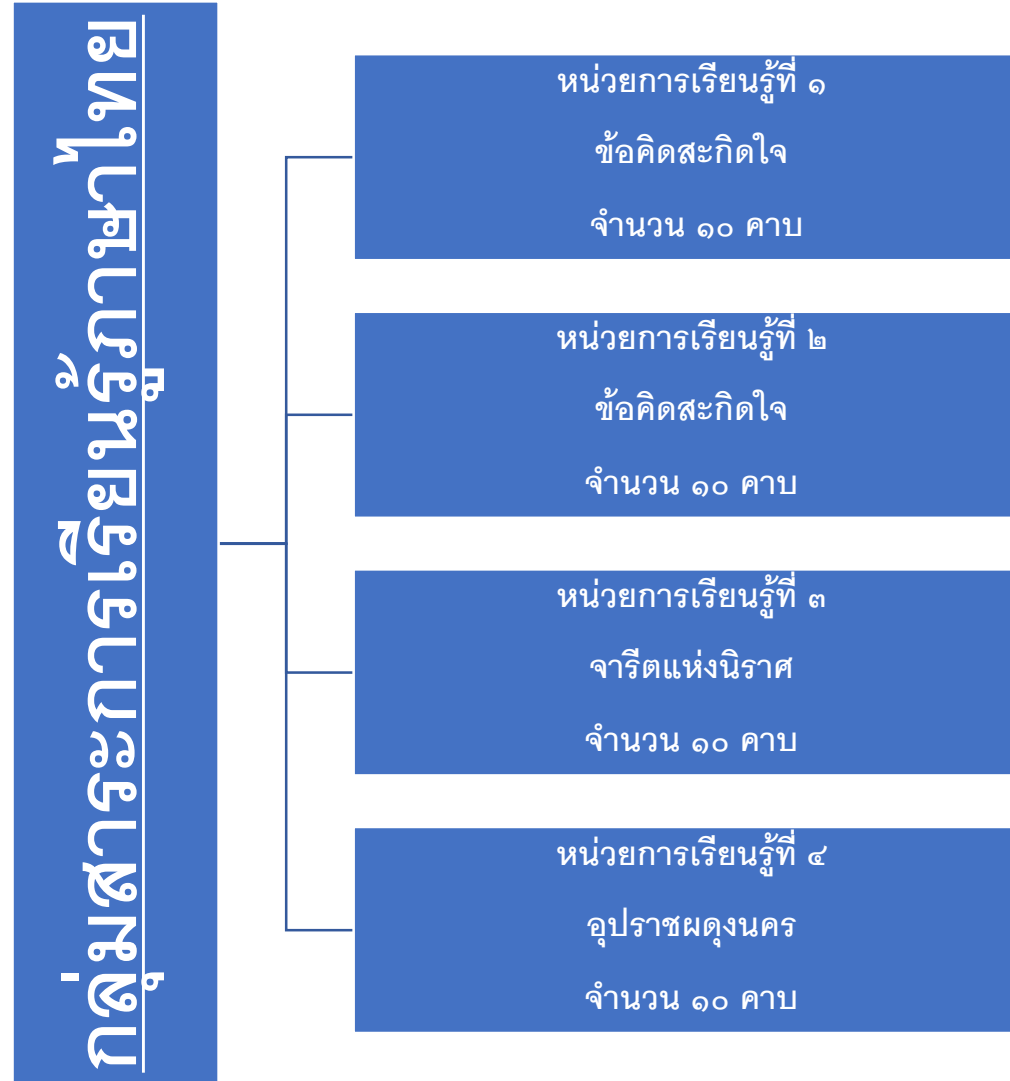 กลุ่มสาระการเรียนรู้ภาษาไทย
หน่วยการเรียนรู้ที่ ๑
ข้อคิดสะกิดใจ
จำนวน ๑๐ คาบ
หน่วยการเรียนรู้ที่ ๒
ข้อคิดสะกิดใจ
จำนวน ๑๐ คาบ
หน่วยการเรียนรู้ที่ ๓
จารีตแห่งนิราศ
จำนวน ๑๐ คาบ
หน่วยการเรียนรู้ที่ ๔
อุปราชผดุงนคร
จำนวน ๑๐ คาบ